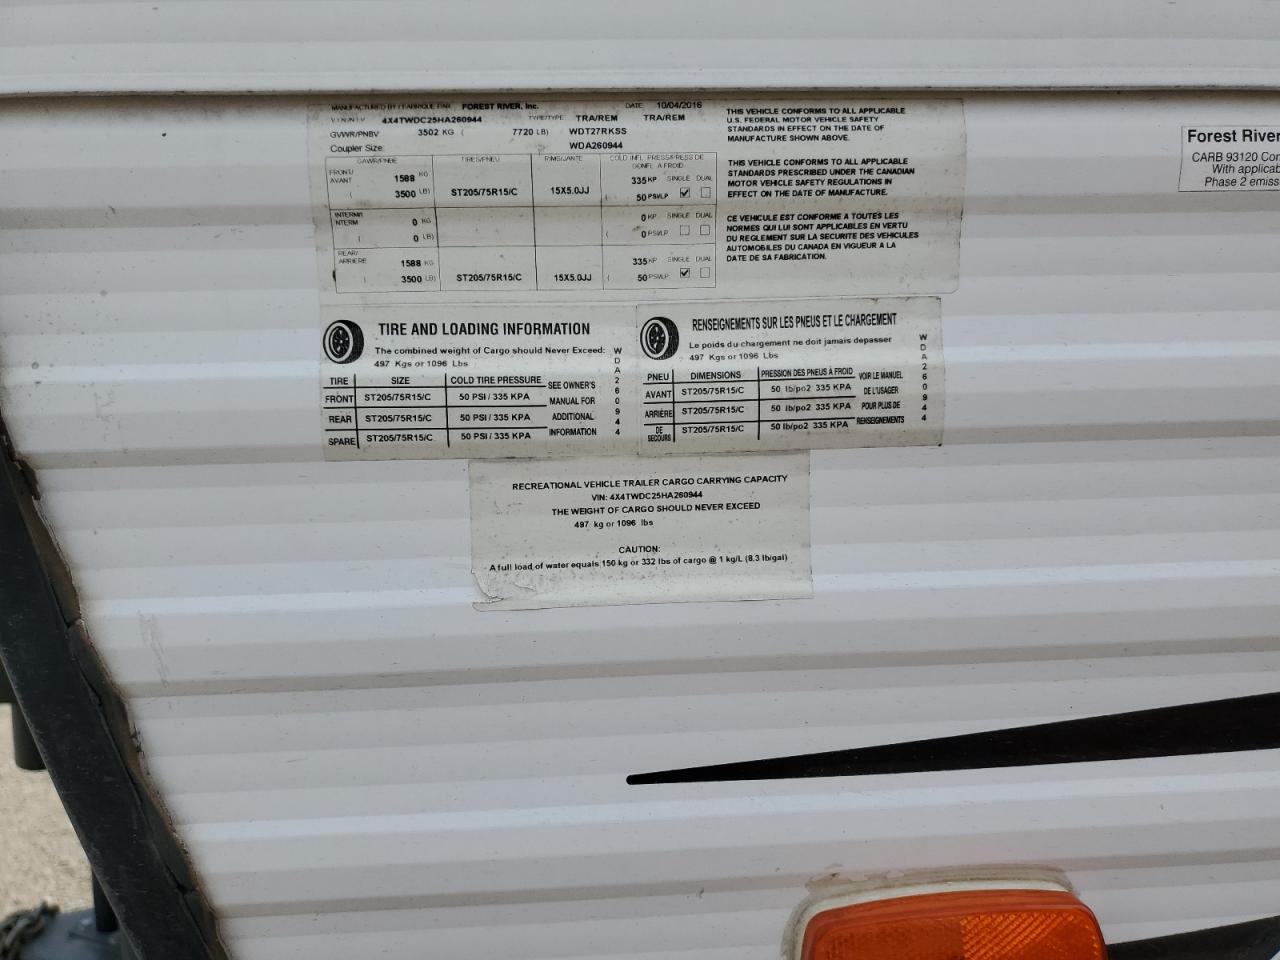 MANUFACTURED BY / FABRIQUE PAR FOREST RIVER, Inc. DATE 10/04/2016
V I N / N I V 4X4TWDC25HA260944 TYPE/TYPE TRA/REM TRA/REM
GVWR/PNBV 3502 KG ( 7720 LB) WDT27RKSS
Coupler Size: WDA260944
GAWR/PNBE TIRES/PNEU RIMS/JANTE COLD INFL. PRESS/PRESS DE GONFL. A FROID
FRONT/ AVANT 1588 KG 335 KP SINGLE DUAL
( 3500 LB) ST205/75R15/C 15X5.0JJ ( 50 PSI/LP
INTERM/ INTERM 0 KG 0 KP SINGLE DUAL
( 0 LB) ( 0 PSI/LP
REAR/ ARRIERE 1588 KG 335 KP SINGLE DUAL
( 3500 LB) ST205/75R15/C 15X5.0JJ ( 50 PSI/LP
THIS VEHICLE CONFORMS TO ALL APPLICABLE
U.S. FEDERAL MOTOR VEHICLE SAFETY
STANDARDS IN EFFECT ON THE DATE OF
MANUFACTURE SHOWN ABOVE.
THIS VEHICLE CONFORMS TO ALL APPLICABLE
STANDARDS PRESCRIBED UNDER THE CANADIAN
MOTOR VEHICLE SAFETY REGULATIONS IN
EFFECT ON THE DATE OF MANUFACTURE.
CE VEHICULE EST CONFORME A TOUTES LES
NORMES QUI LUI SONT APPLICABLES EN VERTU
DU REGLEMENT SUR LA SECURITE DES VEHICULES
AUTOMOBILES DU CANADA EN VIGUEUR A LA
DATE DE SA FABRICATION.
Forest River
CARB 93120 Con
With applicab
Phase 2 emiss
TIRE AND LOADING INFORMATION
The combined weight of Cargo should Never Exceed:
497 Kgs or 1096 Lbs
TIRE SIZE COLD TIRE PRESSURE
FRONT ST205/75R15/C 50 PSI / 335 KPA
REAR ST205/75R15/C 50 PSI / 335 KPA
SPARE ST205/75R15/C 50 PSI / 335 KPA
SEE OWNER'S
MANUAL FOR
ADDITIONAL
INFORMATION
WDA260944
RENSEIGNEMENTS SUR LES PNEUS ET LE CHARGEMENT
Le poids du chargement ne doit jamais depasser
497 Kgs or 1096 Lbs
PNEU DIMENSIONS PRESSION DES PNEUS À FROID
AVANT ST205/75R15/C 50 lb/po2 335 KPA
ARRIÈRE ST205/75R15/C 50 lb/po2 335 KPA
DE SECOURS ST205/75R15/C 50 lb/po2 335 KPA
VOIR LE MANUEL
DE L'USAGER
POUR PLUS DE
RENSEIGNEMENTS
WDA260944
RECREATIONAL VEHICLE TRAILER CARGO CARRYING CAPACITY
VIN: 4X4TWDC25HA260944
THE WEIGHT OF CARGO SHOULD NEVER EXCEED
497 kg or 1096 lbs
CAUTION:
A full load of water equals 150 kg or 332 lbs of cargo @ 1 kg/L (8.3 lb/gal)